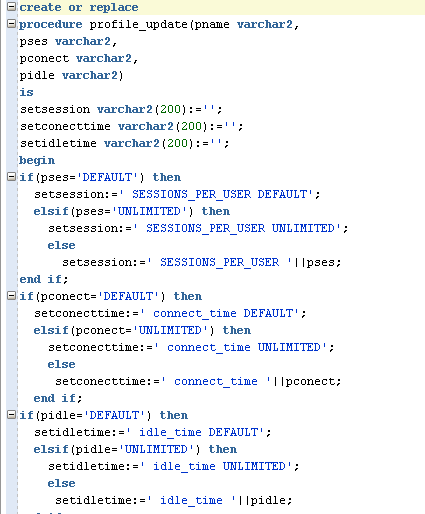 create or replace
procedure profile_update(pname varchar2,
pses varchar2,
pconect varchar2,
pidle varchar2)
is
setsession varchar2(200):='';
setconecttime varchar2(200):='';
setidletime varchar2(200):='';
begin
if(pses='DEFAULT') then
setsession:=' SESSIONS_PER_USER DEFAULT';
elsif(pses='UNLIMITED') then
setsession:=' SESSIONS_PER_USER UNLIMITED';
else
setsession:=' SESSIONS_PER_USER '||pses;
end if;
if(pconect='DEFAULT') then
setconecttime:=' connect_time DEFAULT';
elsif(pconect='UNLIMITED') then
setconecttime:=' connect_time UNLIMITED';
else
setconecttime:=' connect_time '||pconect;
end if;
if(pidle='DEFAULT') then
setidletime:=' idle_time DEFAULT';
elsif(pidle='UNLIMITED') then
setidletime:=' idle_time UNLIMITED';
else
setidletime:=' idle_time '||pidle;